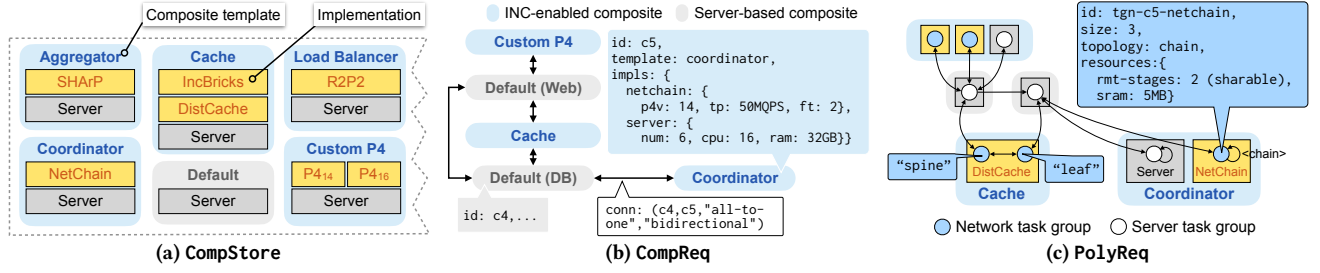 Composite template
Implementation
Aggregator
SHArP
Server
Cache
IncBricks
DistCache
Server
Load Balancer
R2P2
Server
Coordinator
NetChain
Server
Default
Server
Custom P4
P414
P416
Server
(a) CompStore
INC-enabled composite
Server-based composite
Custom P4
Default (Web)
Cache
Default (DB)
Coordinator
id: c5,
template: coordinator,
impls: {
netchain: {
p4v: 14, tp: 50MQPS, ft: 2},
server: {
num: 6, cpu: 16, ram: 32GB}}
id: c4,...
conn: (c4,c5,"all-to-
one","bidirectional")
(b) CompReq
id: tgn-c5-netchain,
size: 3,
topology: chain,
resources:{
rmt-stages: 2 (sharable),
sram: 5MB}
“spine”
DistCache
“leaf”
Cache
Server
NetChain
<chain>
Coordinator
Network task group
Server task group
(c) PolyReq